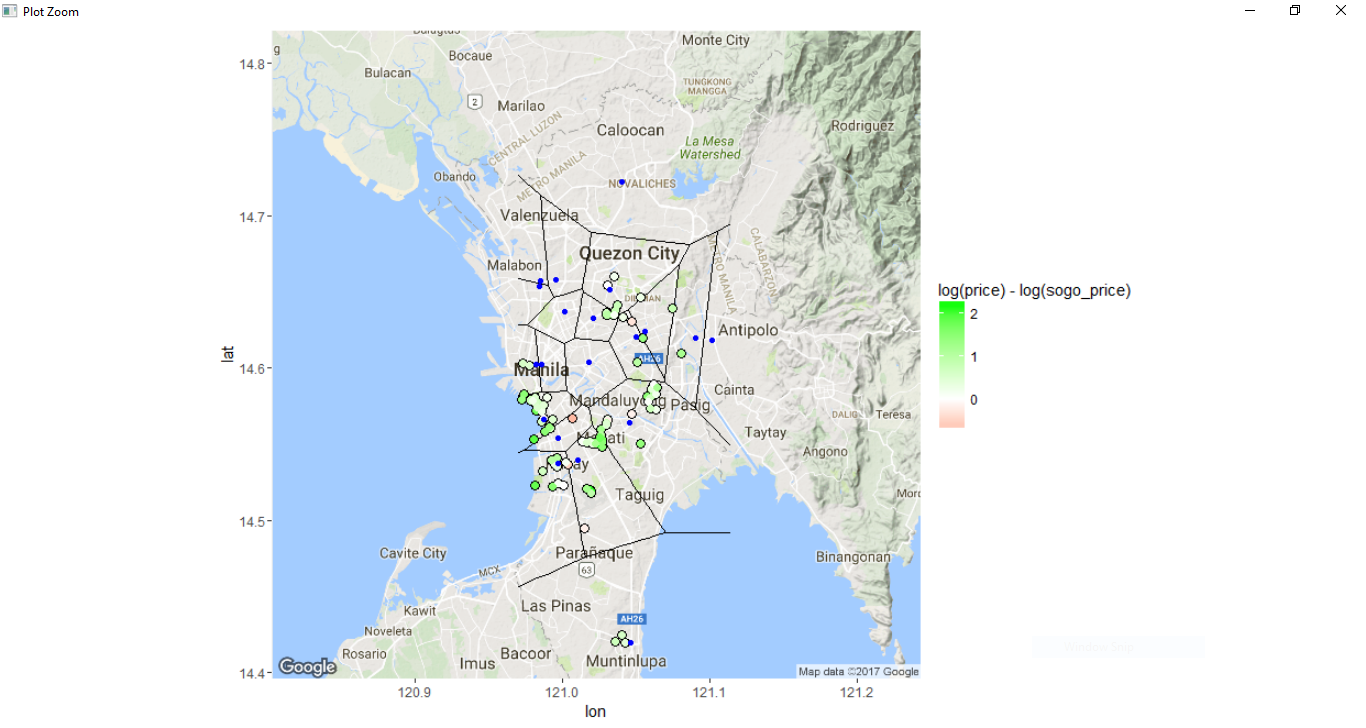 Plot Zoom
Monte City
Bocaue
Bulacan
TUNGKONG
MANGGA
2
Marilao
Rodriguez
Caloocan
CENTRAL LUZON
METRO MANILA
La Mesa
Watershed
Obando
NOVALICHES
Valenzuela
Quezon City
Malabon
METRO MANILA
CALABARZON
DILIMAN
Antipolo
AH26
Manila
Cainta
Mandaluyong
Pasig
DALIG
Teresa
Taytay
Makati
Angono
Pasay
Taguig
Cavite City
Parañaque
Binangonan
63
MCX
Kawit
Las Pinas
AH26
Noveleta
Rosario
Bacoor
Imus
Muntinlupa
Google
Map data ©2017 Google
14.8
14.7
14.6
14.5
14.4
lat
120.9
121.0
121.1
121.2
lon
log(price) - log(sogo_price)
2
1
0